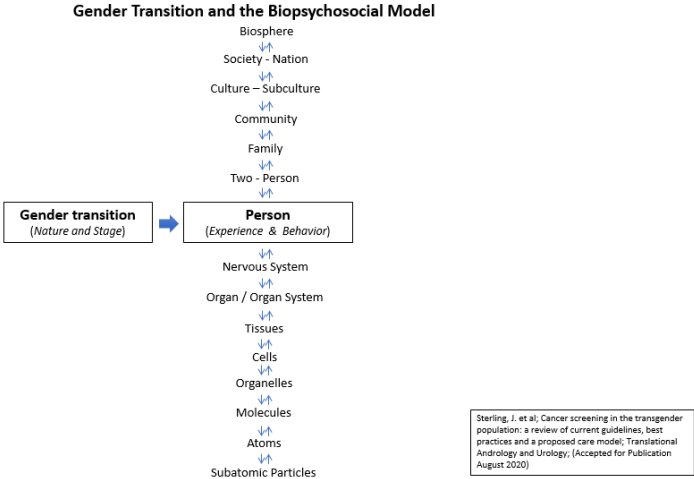 Gender Transition and the Biopsychosocial Model
Biosphere
Society - Nation
Culture – Subculture
Community
Family
Two - Person
Gender transition
(Nature and Stage)
Person
(Experience & Behavior)
Nervous System
Organ / Organ System
Tissues
Cells
Organelles
Molecules
Atoms
Subatomic Particles
Sterling, J. et al; Cancer screening in the transgender
population: a review of current guidelines, best
practices and a proposed care model; Translational
Andrology and Urology; (Accepted for Publication
August 2020)